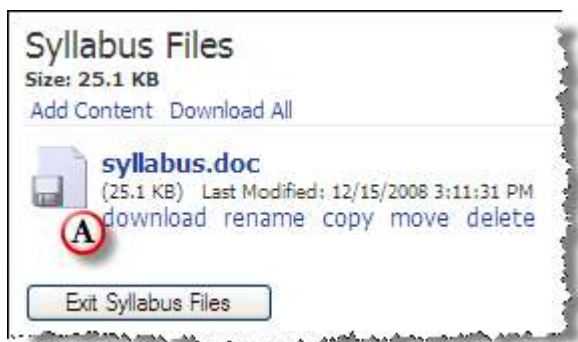 Syllabus Files
Size: 25.1 KB
Add Content Download All
syllabus.doc
(25.1 KB) Last Modified: 12/15/2008 3:11:31 PM
A download rename copy move delete
Exit Syllabus Files